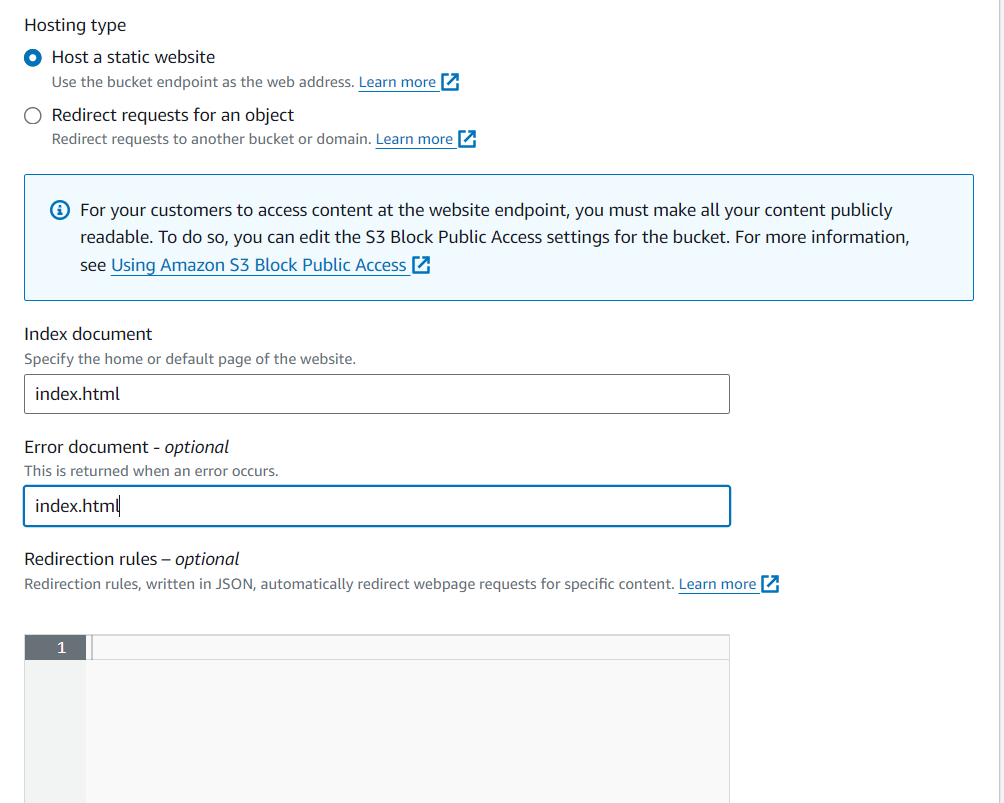 Hosting type
Host a static website
Use the bucket endpoint as the web address. Learn more
Redirect requests for an object
Redirect requests to another bucket or domain. Learn more
For your customers to access content at the website endpoint, you must make all your content publicly
readable. To do so, you can edit the S3 Block Public Access settings for the bucket. For more information,
see Using Amazon S3 Block Public Access
Index document
Specify the home or default page of the website.
index.html
Error document - optional
This is returned when an error occurs.
index.html
Redirection rules – optional
Redirection rules, written in JSON, automatically redirect webpage requests for specific content. Learn more
1